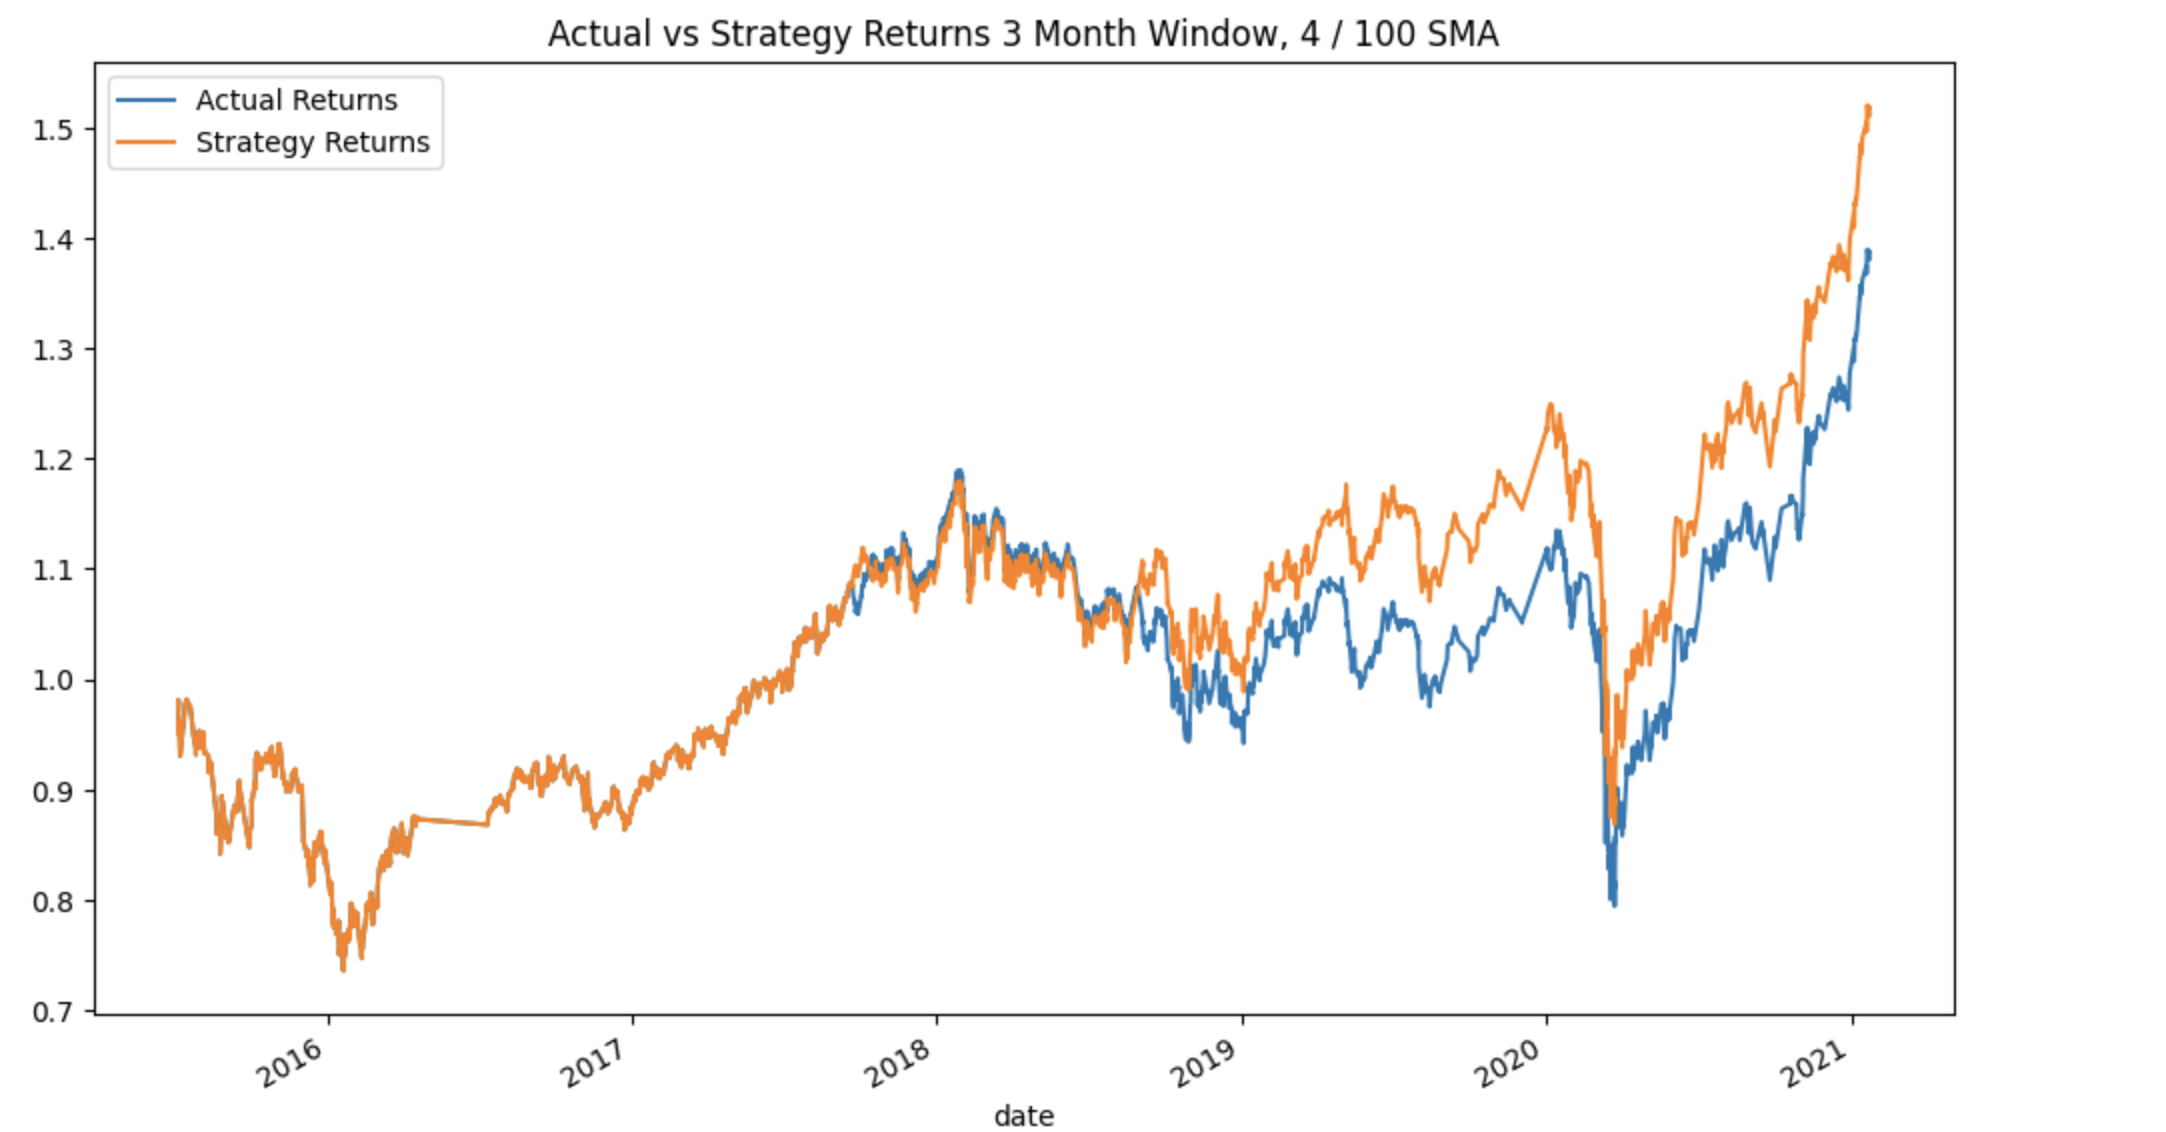 Actual vs Strategy Returns 3 Month Window, 4 / 100 SMA
Actual Returns
Strategy Returns
1.5
1.4
1.3
1.2
1.1
1.0
0.9
0.8
0.7
2016 2017 2018 2019 2020 2021
date